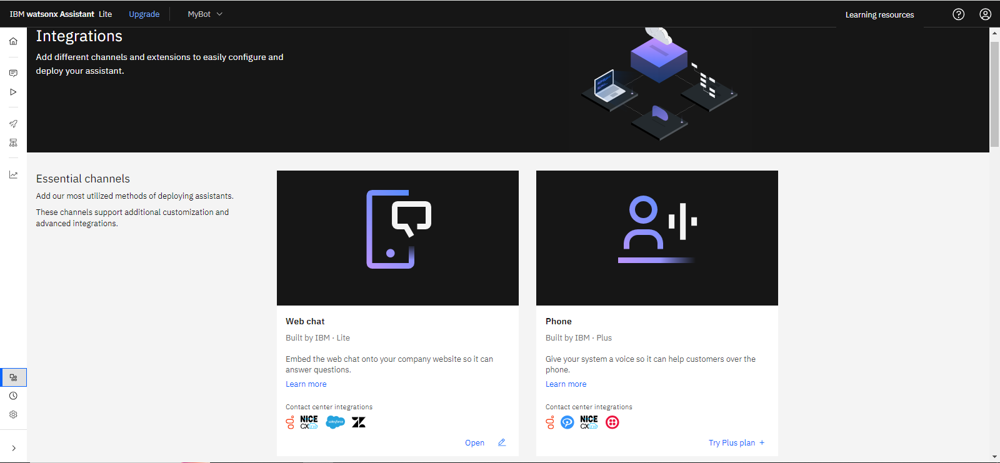 IBM watsonx Assistant Lite
Upgrade
MyBot
Learning resources
Integrations
Add different channels and extensions to easily configure and
deploy your assistant.
Essential channels
Add our most utilized methods of deploying assistants.
These channels support additional customization and
advanced integrations.
Web chat
Built by IBM · Lite
Embed the web chat onto your company website so it can
answer questions.
Learn more
Contact center integrations
NICE
CXone
salesforce
Open
Phone
Built by IBM · Plus
Give your system a voice so it can help customers over the
phone.
Learn more
Contact center integrations
NICE
CXone
Try Plus plan +